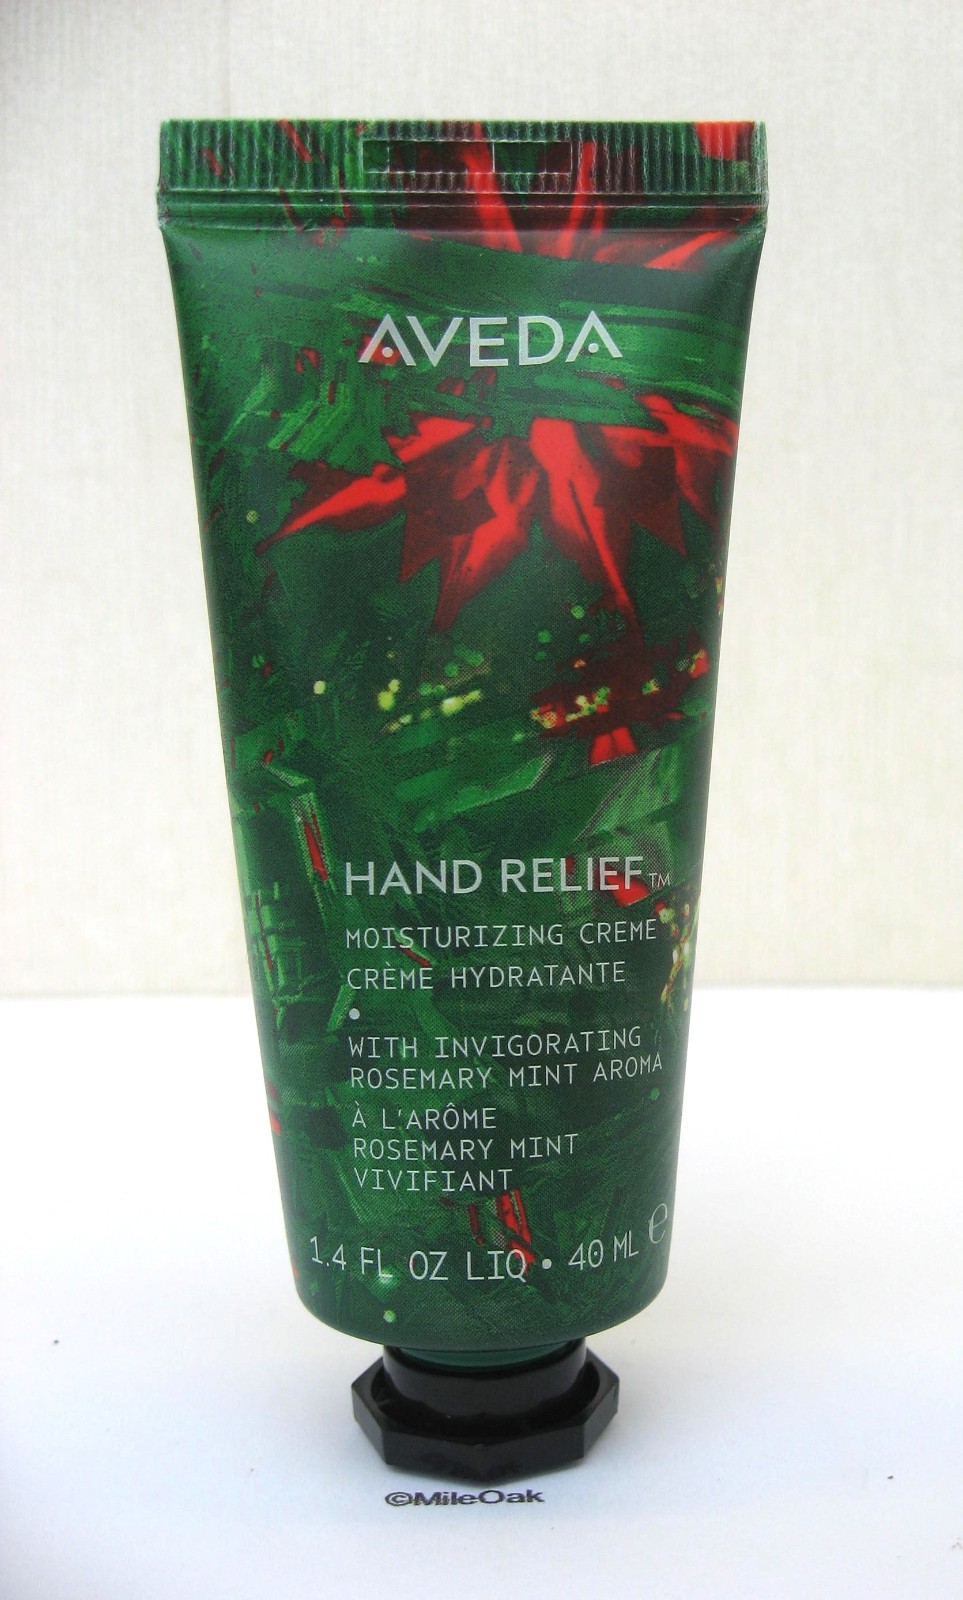 AVEDA
HAND RELIEF™
MOISTURIZING CREME
CRÈME HYDRATANTE
•
WITH INVIGORATING
ROSEMARY MINT AROMA
À L'ARÔME
ROSEMARY MINT
VIVIFIANT
1.4 FL OZ LIQ • 40 ML ℮
©MileOak